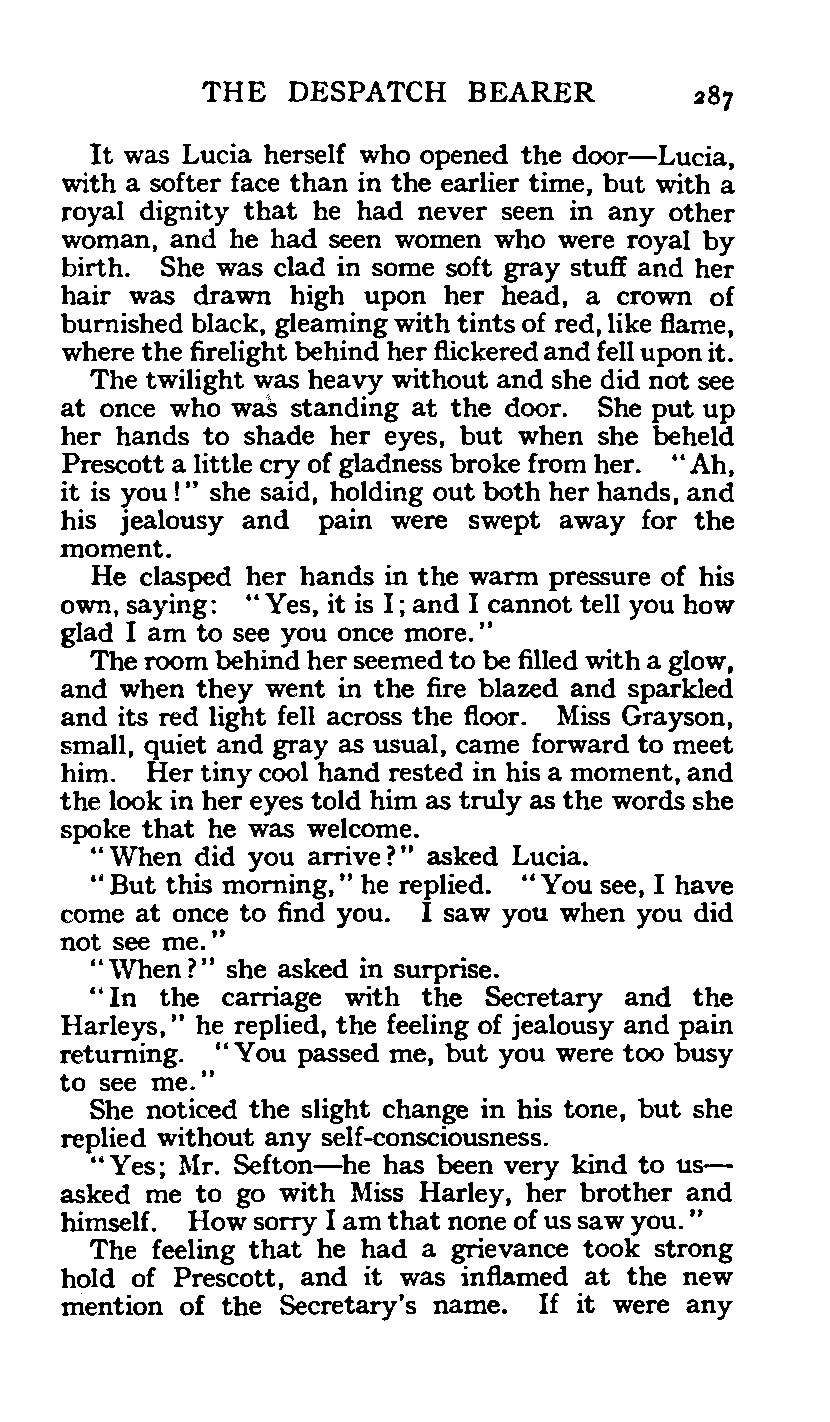 THE DESPATCH BEARER 287
It was Lucia herself who opened the door—Lucia,
with a softer face than in the earlier time, but with a
royal dignity that he had never seen in any other
woman, and he had seen women who were royal by
birth. She was clad in some soft gray stuff and her
hair was drawn high upon her head, a crown of
burnished black, gleaming with tints of red, like flame,
where the firelight behind her flickered and fell upon it.
The twilight was heavy without and she did not see
at once who was standing at the door. She put up
her hands to shade her eyes, but when she beheld
Prescott a little cry of gladness broke from her. "Ah,
it is you!" she said, holding out both her hands, and
his jealousy and pain were swept away for the
moment.
He clasped her hands in the warm pressure of his
own, saying: "Yes, it is I; and I cannot tell you how
glad I am to see you once more."
The room behind her seemed to be filled with a glow,
and when they went in the fire blazed and sparkled
and its red light fell across the floor. Miss Grayson,
small, quiet and gray as usual, came forward to meet
him. Her tiny cool hand rested in his a moment, and
the look in her eyes told him as truly as the words she
spoke that he was welcome.
"When did you arrive?" asked Lucia.
"But this morning," he replied. "You see, I have
come at once to find you. I saw you when you did
not see me."
"When?" she asked in surprise.
"In the carriage with the Secretary and the
Harleys," he replied, the feeling of jealousy and pain
returning. "You passed me, but you were too busy
to see me."
She noticed the slight change in his tone, but she
replied without any self-consciousness.
"Yes; Mr. Sefton—he has been very kind to us—
asked me to go with Miss Harley, her brother and
himself. How sorry I am that none of us saw you."
The feeling that he had a grievance took strong
hold of Prescott, and it was inflamed at the new
mention of the Secretary's name. If it were any